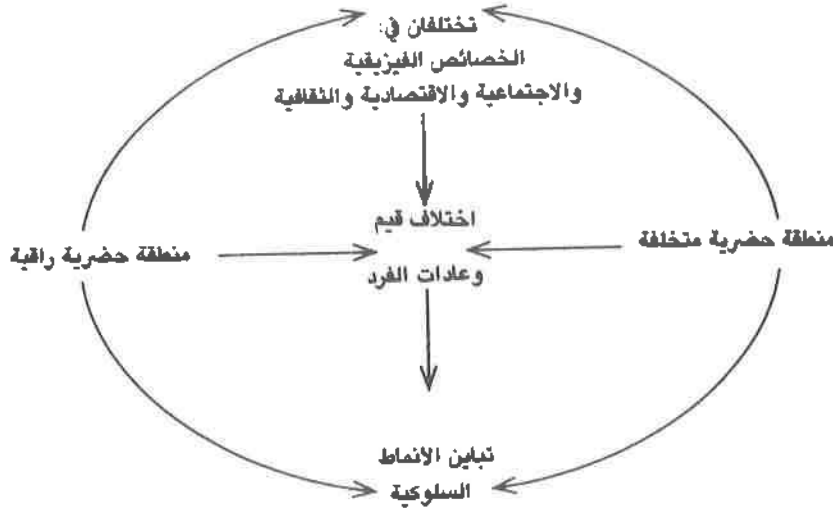 تختلفان في:
الخصائص الفيزيقية
والاجتماعية والاقتصادية والثقافية
اختلاف قيم
منطقة حضرية متخلفة
منطقة حضرية راقية
وعادات الفرد
تباين الانماط
السلوكية